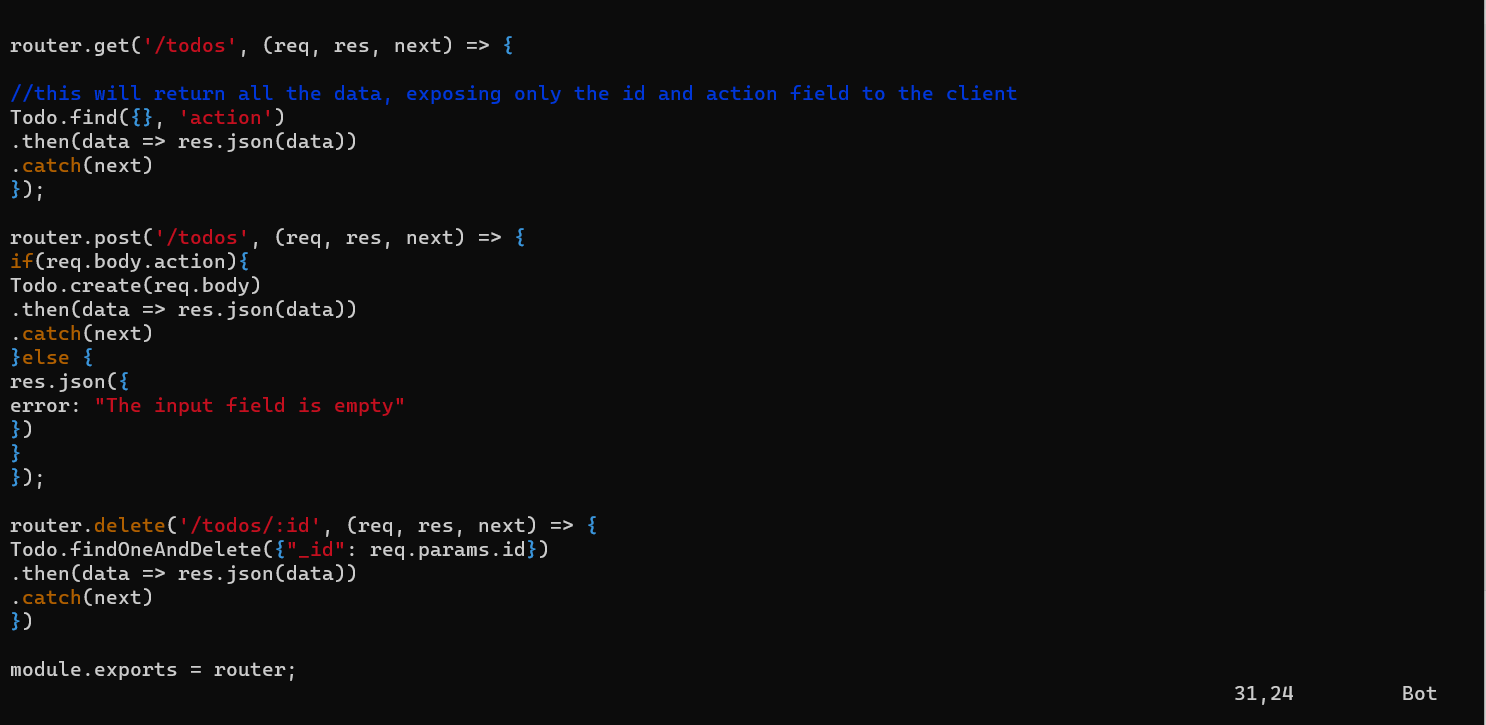 router.get('/todos', (req, res, next) => {
//this will return all the data, exposing only the id and action field to the client
Todo.find({}, 'action')
.then(data => res.json(data))
.catch(next)
});
router.post('/todos', (req, res, next) => {
if(req.body.action){
Todo.create(req.body)
.then(data => res.json(data))
.catch(next)
}else {
res.json({
error: "The input field is empty"
})
}
});
router.delete('/todos/:id', (req, res, next) => {
Todo.findOneAndDelete({"_id": req.params.id})
.then(data => res.json(data))
.catch(next)
})
module.exports = router;
31,24 Bot